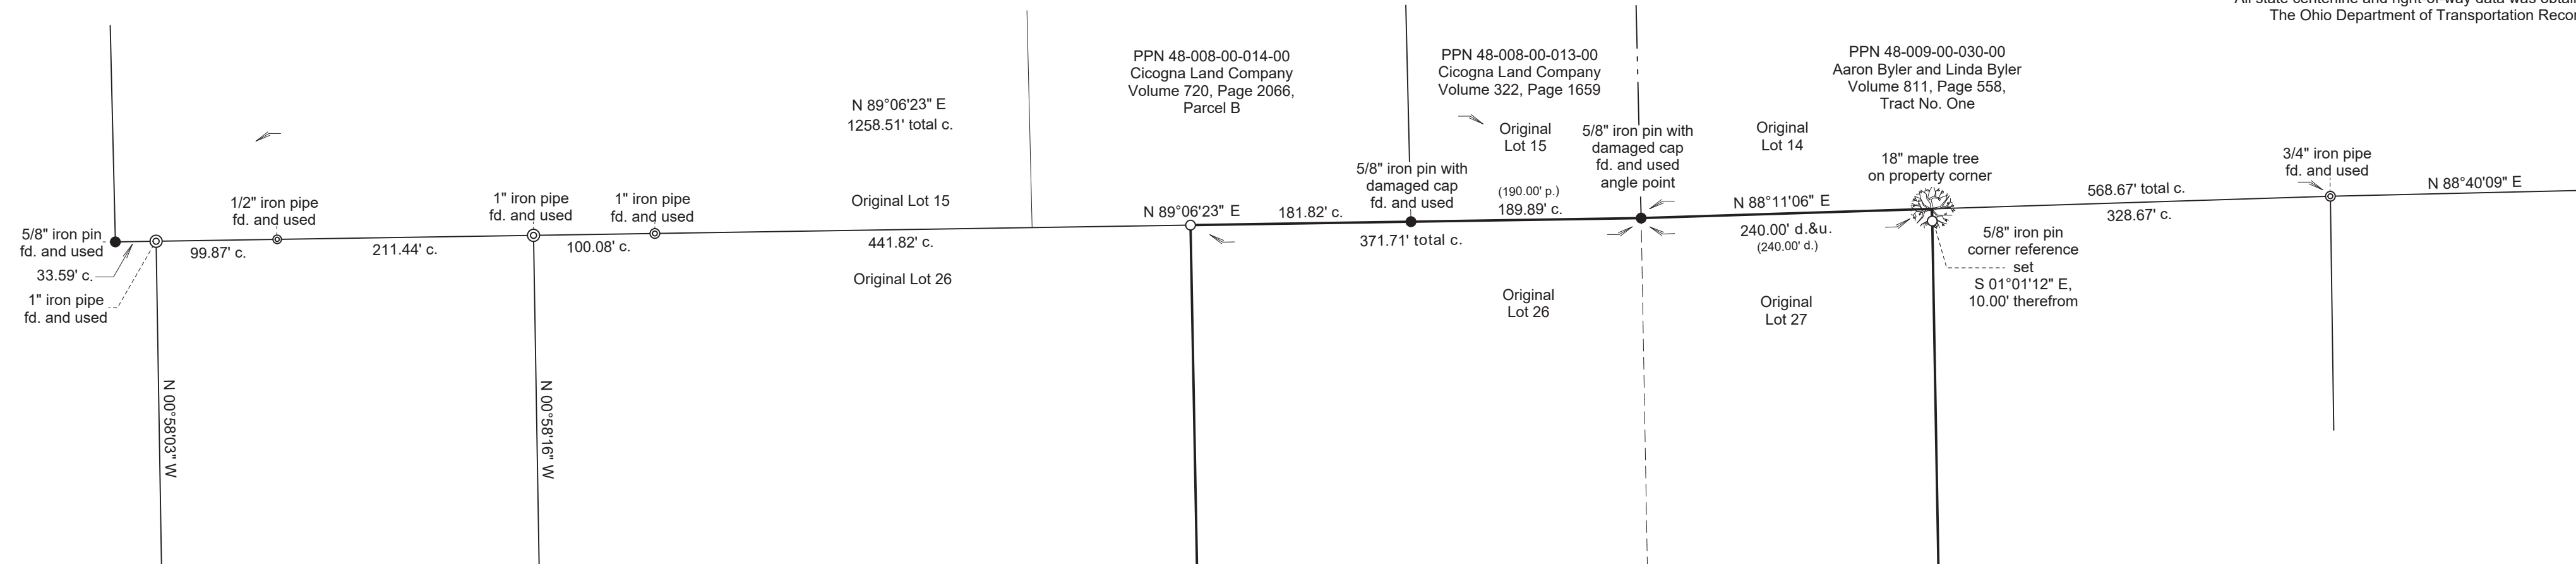 All state centerline and right-of-way data was obtai
The Ohio Department of Transportation Reco
PPN 48-008-00-014-00
Cicogna Land Company
Volume 720, Page 2066,
Parcel B
PPN 48-008-00-013-00
Cicogna Land Company
Volume 322, Page 1659
PPN 48-009-00-030-00
Aaron Byler and Linda Byler
Volume 811, Page 558,
Tract No. One
N 89°06'23" E
1258.51' total c.
Original
Lot 15
5/8" iron pin with
damaged cap
fd. and used
angle point
Original
Lot 14
18" maple tree
on property corner
3/4" iron pipe
fd. and used
5/8" iron pin with
damaged cap
fd. and used
(190.00' p.)
189.89' c.
1/2" iron pipe
fd. and used
1" iron pipe
fd. and used
1" iron pipe
fd. and used
Original Lot 15
N 89°06'23" E
181.82' c.
371.71' total c.
N 88°11'06" E
240.00' d.&u.
(240.00' d.)
568.67' total c.
328.67' c.
N 88°40'09" E
5/8" iron pin
fd. and used
33.59' c.
1" iron pipe
fd. and used
99.87' c.
211.44' c.
100.08' c.
441.82' c.
Original Lot 26
5/8" iron pin
corner reference
set
S 01°01'12" E,
10.00' therefrom
Original
Lot 26
Original
Lot 27
N 00°58'03" W
N 00°58'16" W